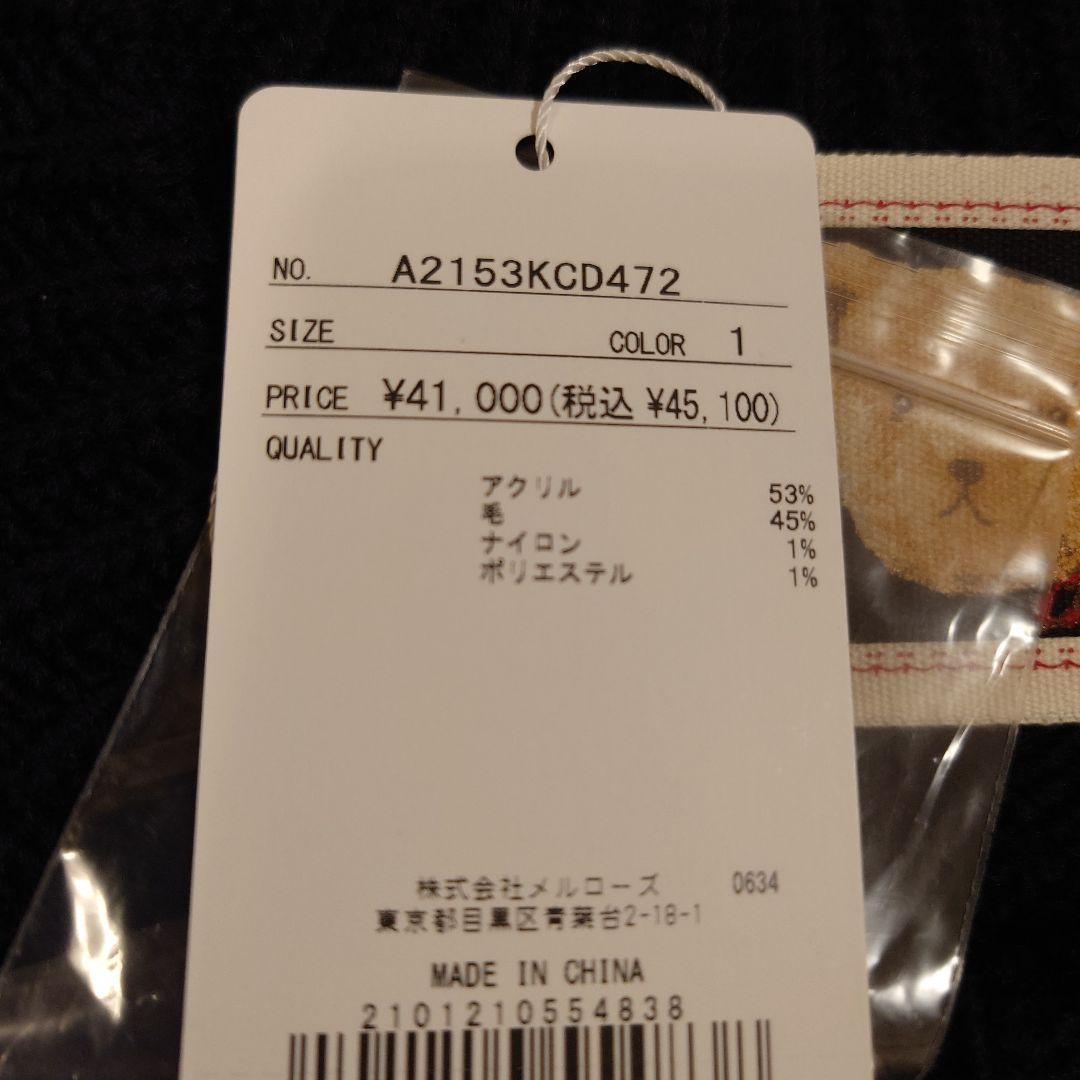 NO. A2153KCD472
SIZE COLOR 1
PRICE ¥41,000(税込 ¥45,100)
QUALITY
アクリル 53%
毛 45%
ナイロン 1%
ポリエステル 1%
株式会社メルローズ 0634
東京都目黒区青葉台2-18-1
MADE IN CHINA
2101210554838